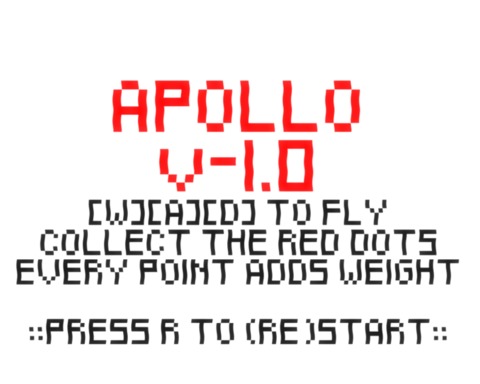 APOLLO
V-1.0
[W][A][D] TO FLY
COLLECT THE RED DOTS
EVERY POINT ADDS WEIGHT
::PRESS R TO (RE)START::